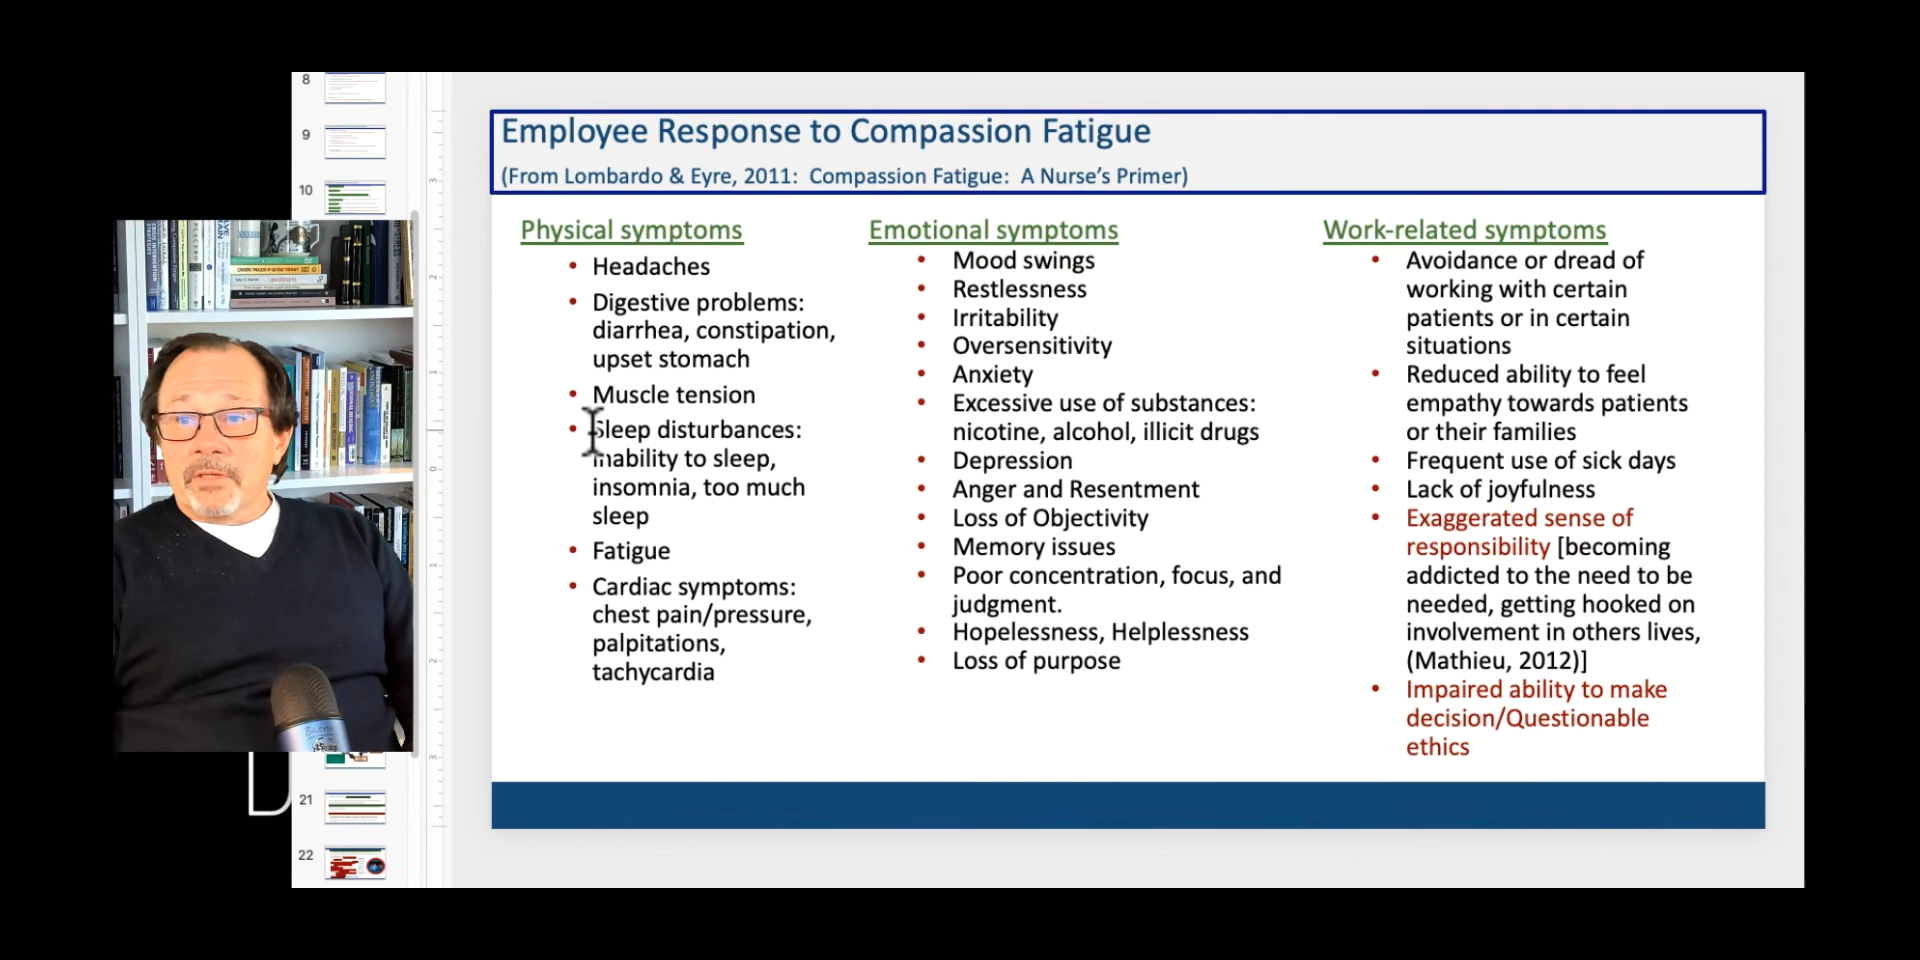 8
9
10
21
22
Employee Response to Compassion Fatigue
(From Lombardo & Eyre, 2011: Compassion Fatigue: A Nurse's Primer)
Physical symptoms
• Headaches
• Digestive problems:
diarrhea, constipation,
upset stomach
• Muscle tension
• Sleep disturbances:
inability to sleep,
insomnia, too much
sleep
• Fatigue
• Cardiac symptoms:
chest pain/pressure,
palpitations,
tachycardia
Emotional symptoms
• Mood swings
• Restlessness
• Irritability
• Oversensitivity
• Anxiety
• Excessive use of substances:
nicotine, alcohol, illicit drugs
• Depression
• Anger and Resentment
• Loss of Objectivity
• Memory issues
• Poor concentration, focus, and
judgment.
• Hopelessness, Helplessness
• Loss of purpose
Work-related symptoms
• Avoidance or dread of
working with certain
patients or in certain
situations
• Reduced ability to feel
empathy towards patients
or their families
• Frequent use of sick days
• Lack of joyfulness
• Exaggerated sense of
responsibility [becoming
addicted to the need to be
needed, getting hooked on
involvement in others lives,
(Mathieu, 2012)]
• Impaired ability to make
decision/Questionable
ethics